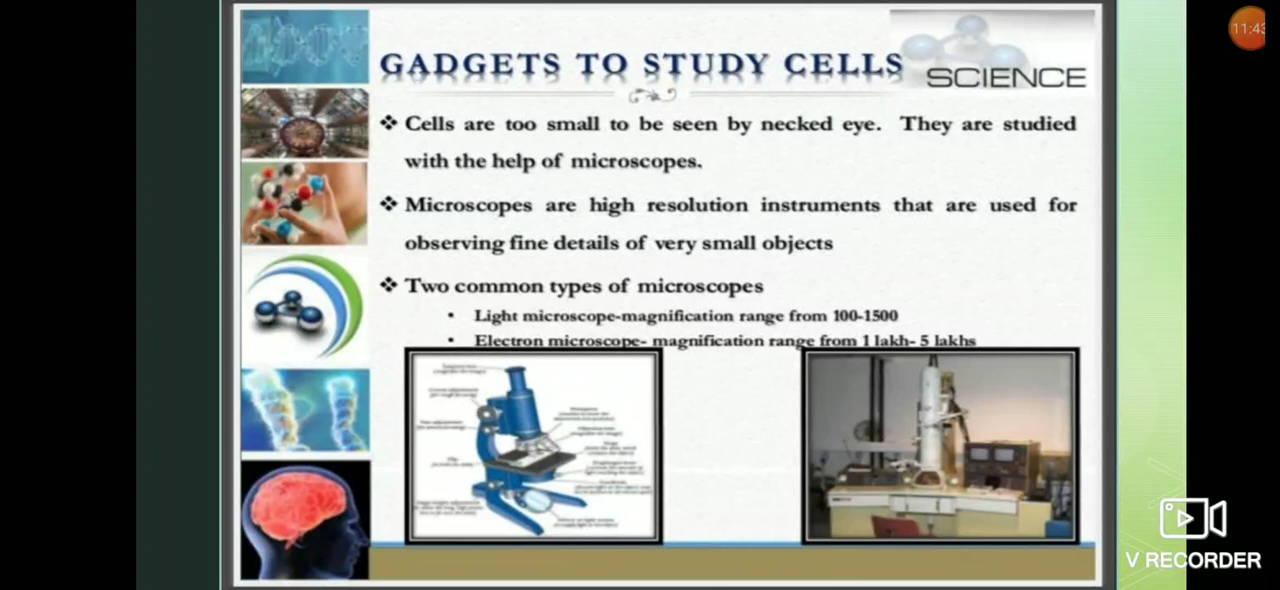 11:43
GADGETS TO STUDY CELLS
SCIENCE
❖ Cells are too small to be seen by necked eye. They are studied
with the help of microscopes.
❖ Microscopes are high resolution instruments that are used for
observing fine details of very small objects
❖ Two common types of microscopes
• Light microscope-magnification range from 100-1500
• Electron microscope- magnification range from 1 lakh- 5 lakhs
V RECORDER